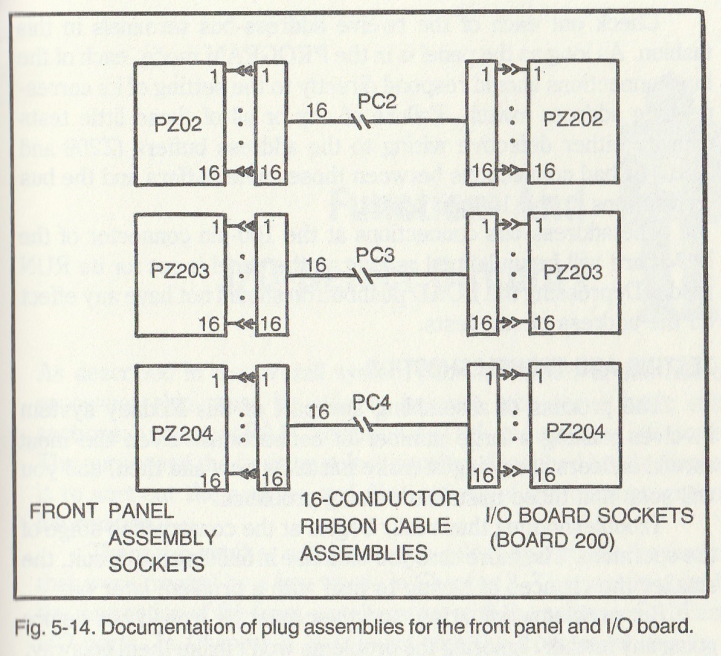 1 1 1 1
PZ02 16 PC2 PZ202
16 16 16 16
1 1 1 1
PZ203 16 PC3 PZ203
16 16 16 16
1 1 1 1
PZ204 16 PC4 PZ204
16 16 16 16
FRONT PANEL
ASSEMBLY
SOCKETS
16-CONDUCTOR
RIBBON CABLE
ASSEMBLIES
I/O BOARD SOCKETS
(BOARD 200)
Fig. 5-14. Documentation of plug assemblies for the front panel and I/O board.